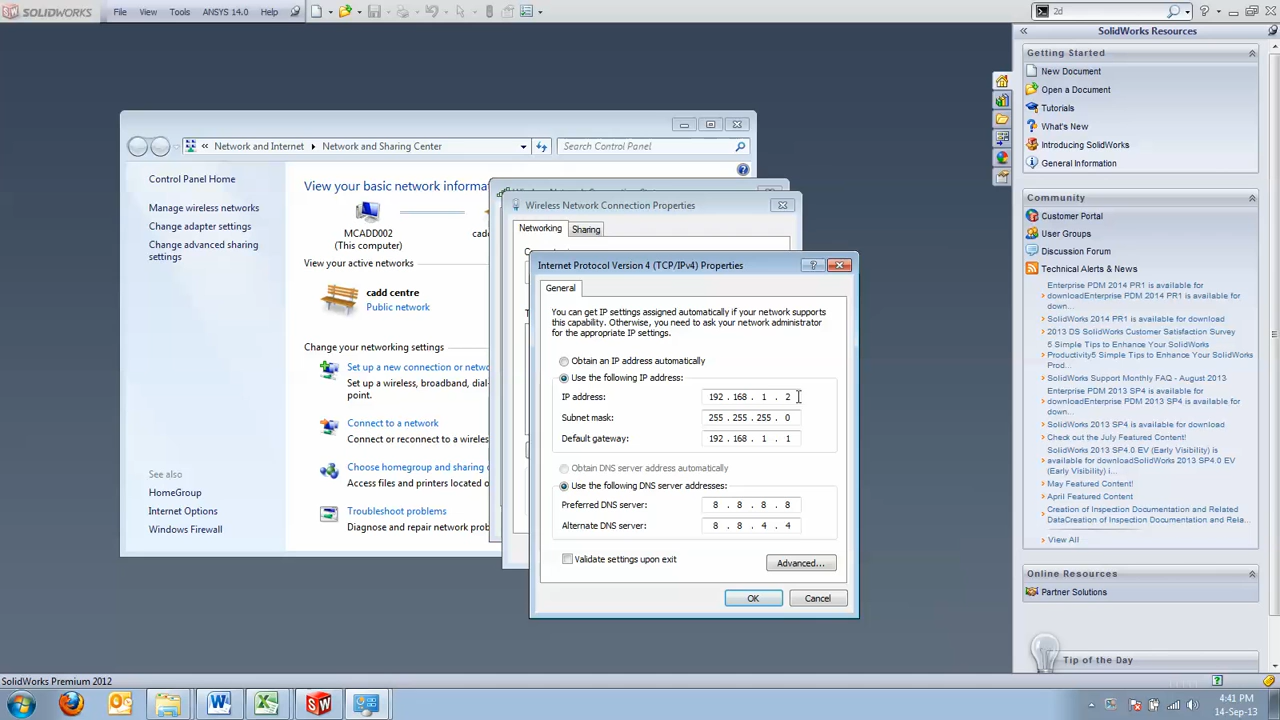 SOLIDWORKS File View Tools ANSYS 14.0 Help
2d
SolidWorks Resources
Getting Started
New Document
Open a Document
Tutorials
What's New
Introducing SolidWorks
General Information
Community
Customer Portal
User Groups
Discussion Forum
Technical Alerts & News
Enterprise PDM 2014 PR1 is available for
downloadEnterprise PDM 2014 PR1 is available for
down...
SolidWorks 2014 PR1 is available for download
2013 DS SolidWorks Customer Satisfaction Survey
5 Simple Tips to Enhance Your SolidWorks
Productivity5 Simple Tips to Enhance Your SolidWorks
Prod...
SolidWorks Support Monthly FAQ - August 2013
Enterprise PDM 2013 SP4 is available for
downloadEnterprise PDM 2013 SP4 is available for
down...
SolidWorks 2013 SP4.0 is available for download
Check out the July Featured Content!
SolidWorks 2013 SP4.0 EV (Early Visibility) is
available for downloadSolidWorks 2013 SP4.0 EV
(Early Visibility) i...
May Featured Content!
April Featured Content
Creation of Inspection Documentation and Related
DataCreation of Inspection Documentation and Rela...
View All
Online Resources
Partner Solutions
Tip of the Day
Network and Internet Network and Sharing Center
Search Control Panel
Control Panel Home
Manage wireless networks
Change adapter settings
Change advanced sharing
settings
See also
HomeGroup
Internet Options
Windows Firewall
View your basic network informa
MCADD002
(This computer)
cadd
View your active networks
cadd centre
Public network
Change your networking settings
Set up a new connection or netwo
Set up a wireless, broadband, dial-
point.
Connect to a network
Connect or reconnect to a wireless
Choose homegroup and sharing o
Access files and printers located o
Troubleshoot problems
Diagnose and repair network prob
Wireless Network Connection Properties
Networking Sharing
Internet Protocol Version 4 (TCP/IPv4) Properties
General
You can get IP settings assigned automatically if your network supports
this capability. Otherwise, you need to ask your network administrator
for the appropriate IP settings.
Obtain an IP address automatically
Use the following IP address:
IP address: 192 . 168 . 1 . 2
Subnet mask: 255 . 255 . 255 . 0
Default gateway: 192 . 168 . 1 . 1
Obtain DNS server address automatically
Use the following DNS server addresses:
Preferred DNS server: 8 . 8 . 8 . 8
Alternate DNS server: 8 . 8 . 4 . 4
Validate settings upon exit
Advanced...
OK Cancel
SolidWorks Premium 2012
4:41 PM
14-Sep-13